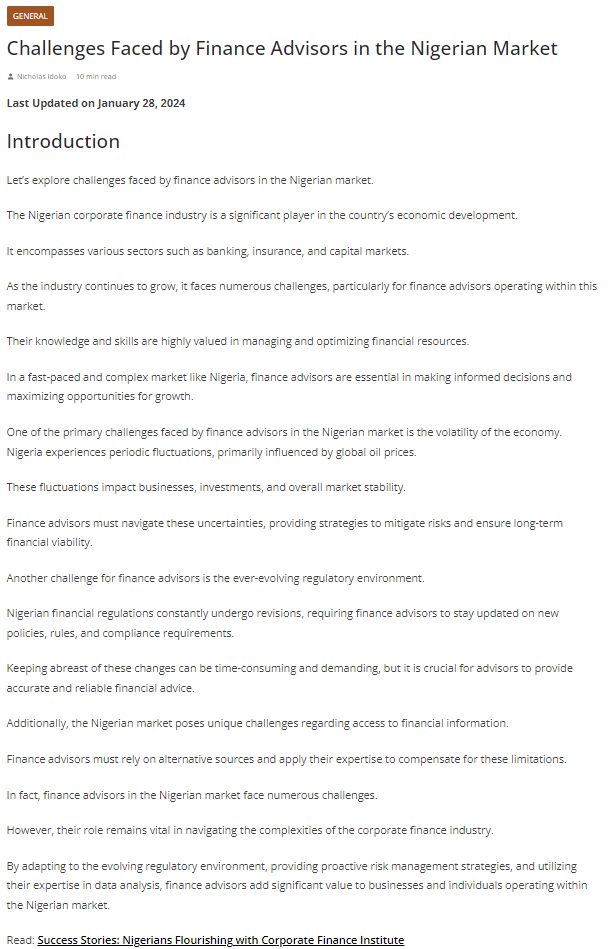 GENERAL
Challenges Faced by Finance Advisors in the Nigerian Market
Nicholas Idoko 10 min read
Last Updated on January 28, 2024
Introduction
Let's explore challenges faced by finance advisors in the Nigerian market.
The Nigerian corporate finance industry is a significant player in the country's economic development.
It encompasses various sectors such as banking, insurance, and capital markets.
As the industry continues to grow, it faces numerous challenges, particularly for finance advisors operating within this
market.
Their knowledge and skills are highly valued in managing and optimizing financial resources.
In a fast-paced and complex market like Nigeria, finance advisors are essential in making informed decisions and
maximizing opportunities for growth.
One of the primary challenges faced by finance advisors in the Nigerian market is the volatility of the economy.
Nigeria experiences periodic fluctuations, primarily influenced by global oil prices.
These fluctuations impact businesses, investments, and overall market stability.
Finance advisors must navigate these uncertainties, providing strategies to mitigate risks and ensure long-term
financial viability.
Another challenge for finance advisors is the ever-evolving regulatory environment.
Nigerian financial regulations constantly undergo revisions, requiring finance advisors to stay updated on new
policies, rules, and compliance requirements.
Keeping abreast of these changes can be time-consuming and demanding, but it is crucial for advisors to provide
accurate and reliable financial advice.
Additionally, the Nigerian market poses unique challenges regarding access to financial information.
Finance advisors must rely on alternative sources and apply their expertise to compensate for these limitations.
In fact, finance advisors in the Nigerian market face numerous challenges.
However, their role remains vital in navigating the complexities of the corporate finance industry.
By adapting to the evolving regulatory environment, providing proactive risk management strategies, and utilizing
their expertise in data analysis, finance advisors add significant value to businesses and individuals operating within
the Nigerian market.
Read: Success Stories: Nigerians Flourishing with Corporate Finance Institute